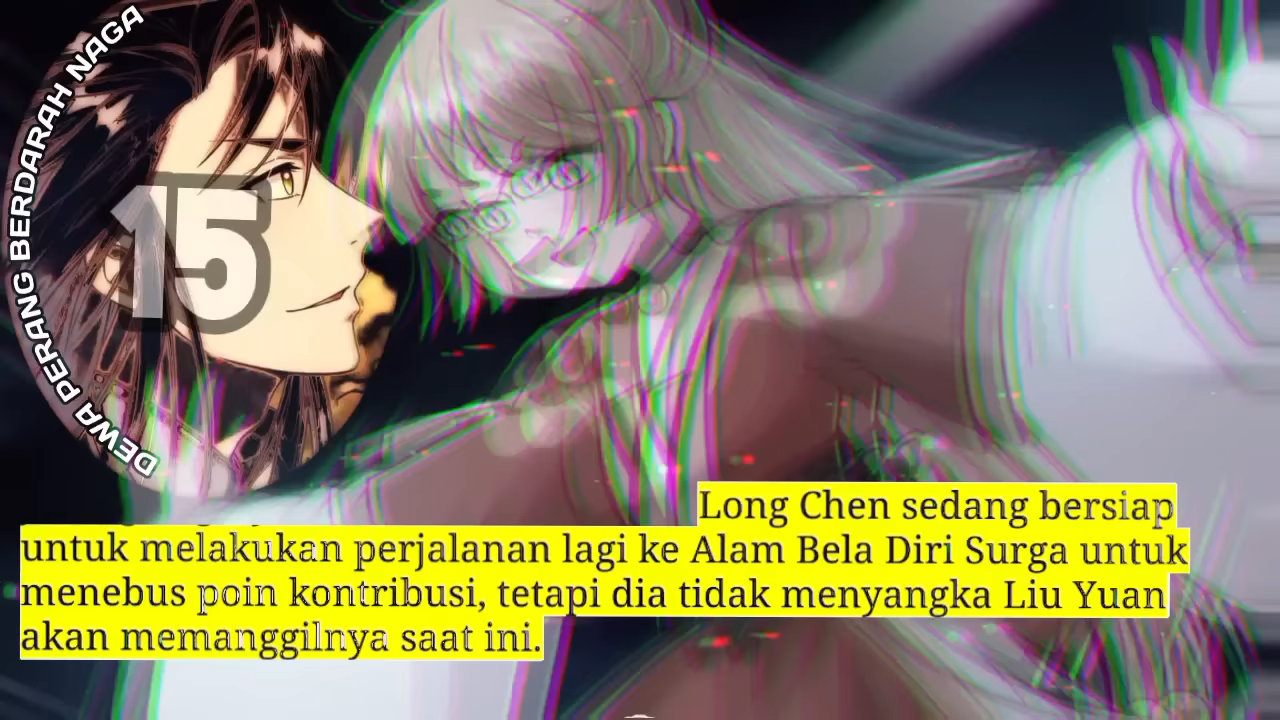 DEWA PERANG BERDARAH NAGA
15
Long Chen sedang bersiap
untuk melakukan perjalanan lagi ke Alam Bela Diri Surga untuk
menebus poin kontribusi, tetapi dia tidak menyangka Liu Yuan
akan memanggilnya saat ini.